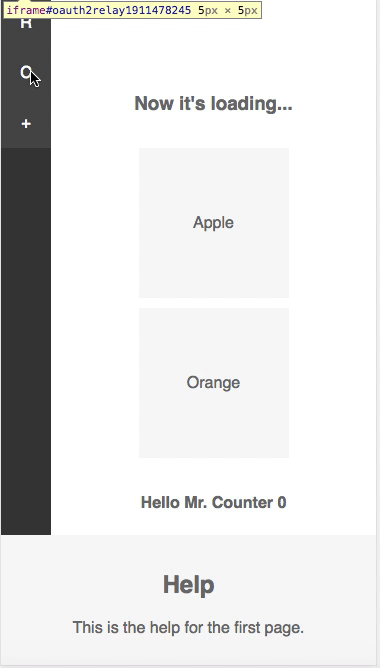 iframe#oauth2relay1911478245 5px × 5px
R
O
+
Now it's loading...
Apple
Orange
Hello Mr. Counter 0
Help
This is the help for the first page.